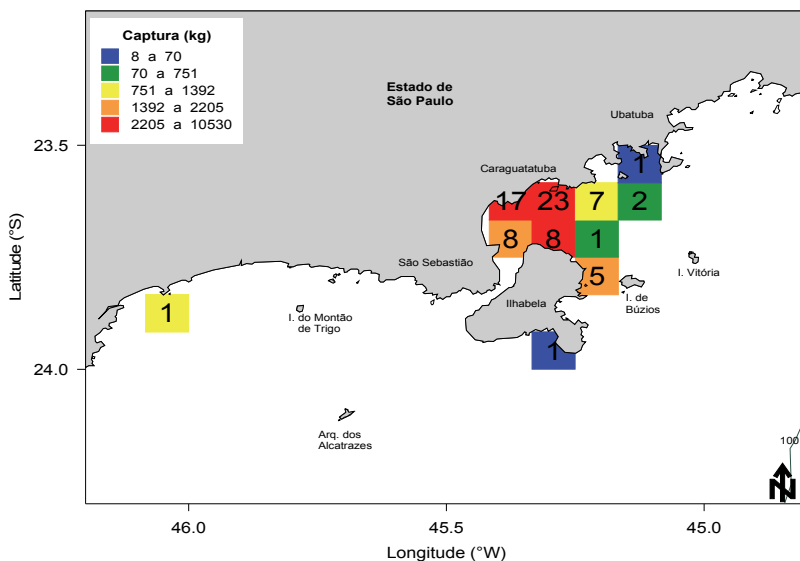 Captura (kg)
8 a 70
70 a 751
751 a 1392
1392 a 2205
2205 a 10530
Estado de
São Paulo
Ubatuba
Caraguatatuba
1
17
23
7
2
8
8
1
São Sebastião
5
I. Vitória
I. de
Búzios
Ilhabela
1
I. do Montão
de Trigo
1
Arq. dos
Alcatrazes
100
N
23.5
24.0
Latitude (°S)
46.0
45.5
45.0
Longitude (°W)